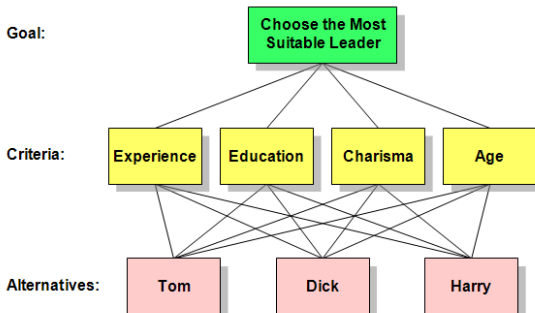 Goal:
Choose the Most
Suitable Leader
Criteria:
Experience
Education
Charisma
Age
Alternatives:
Tom
Dick
Harry